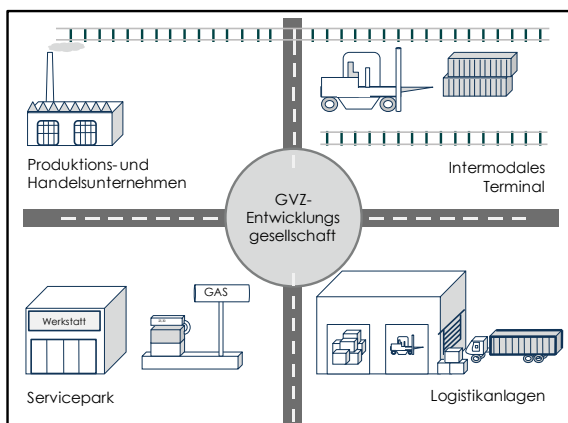 Produktions- und
Handelsunternehmen
Intermodales
Terminal
GVZ-
Entwicklungs
gesellschaft
Werkstatt
GAS
Servicepark
Logistikanlagen